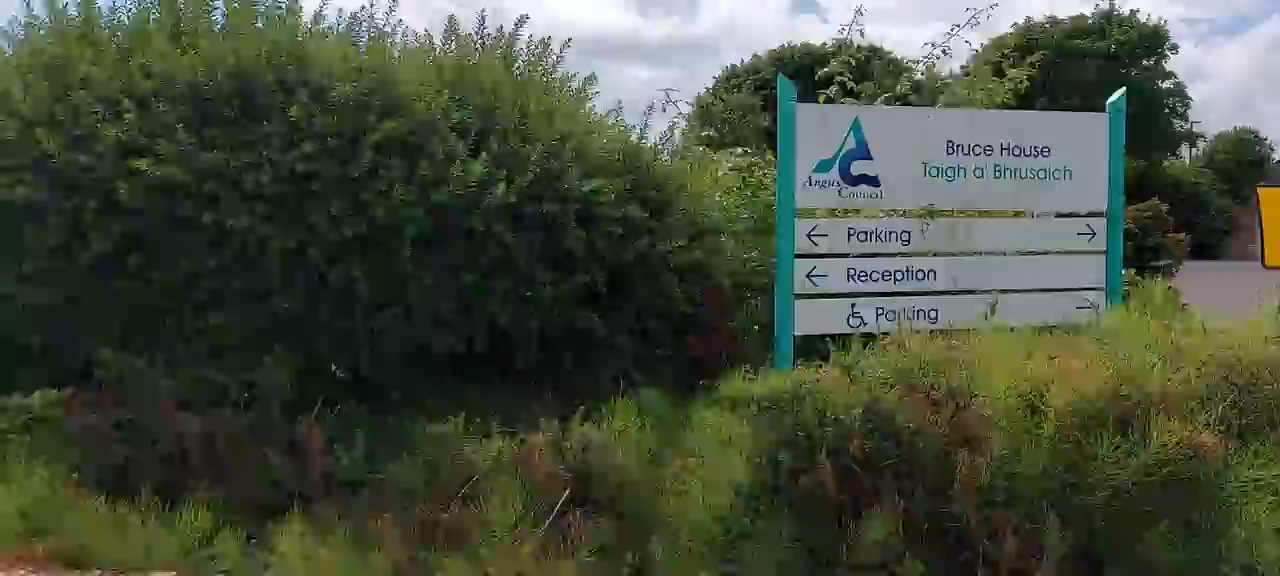 Angus
Council
Bruce House
Taigh a' Bhrusaich
← Parking →
← Reception
Parking →